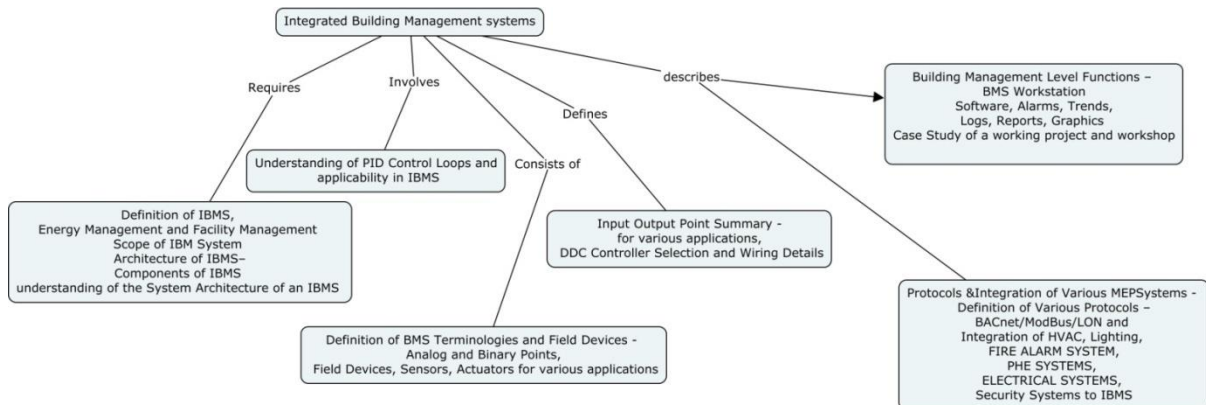 Integrated Building Management systems
Requires
Involves
Consists of
Defines
describes
Building Management Level Functions –
BMS Workstation
Software, Alarms, Trends,
Logs, Reports, Graphics
Case Study of a working project and workshop
Understanding of PID Control Loops and
applicability in IBMS
Definition of IBMS,
Energy Management and Facility Management
Scope of IBM System
Architecture of IBMS–
Components of IBMS
understanding of the System Architecture of an IBMS
Input Output Point Summary -
for various applications,
DDC Controller Selection and Wiring Details
Definition of BMS Terminologies and Field Devices -
Analog and Binary Points,
Field Devices, Sensors, Actuators for various applications
Protocols &Integration of Various MEPSystems -
Definition of Various Protocols –
BACnet/ModBus/LON and
Integration of HVAC, Lighting,
FIRE ALARM SYSTEM,
PHE SYSTEMS,
ELECTRICAL SYSTEMS,
Security Systems to IBMS